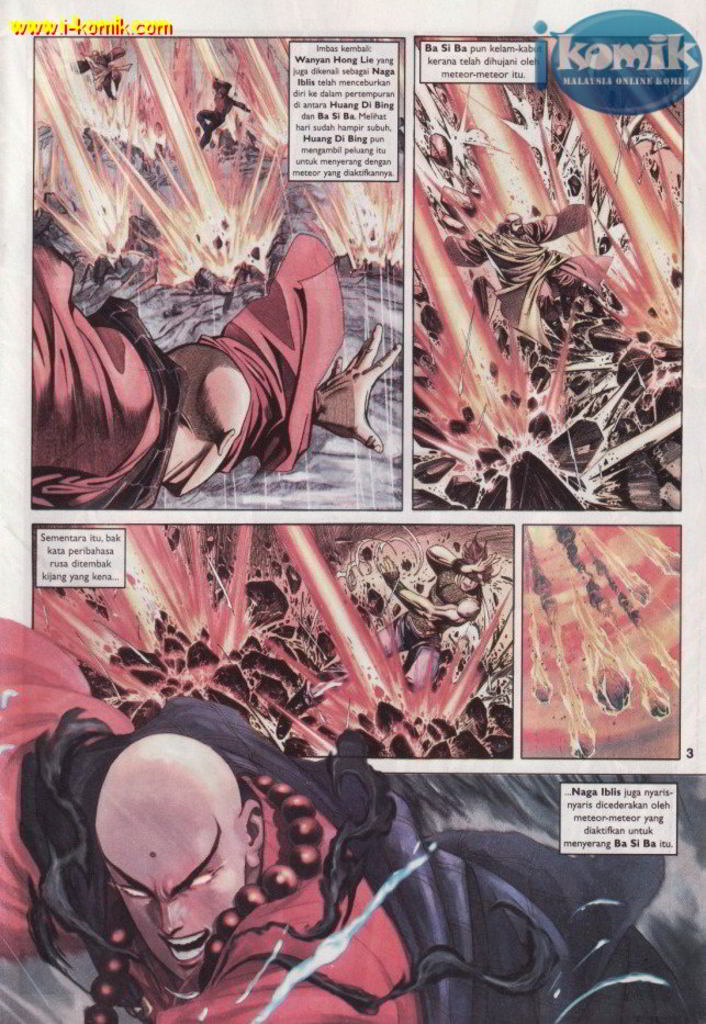 www.i-komik.com
ikomik
MALAYSIA ONLINE KOMIK
Imbas kembali:
Wanyan Hong Lie yang
juga dikenali sebagai Naga
Iblis telah menceburkan
diri ke dalam pertempuran
di antara Huang Di Bing
dan Ba Si Ba. Melihat
hari sudah hampir subuh,
Huang Di Bing pun
mengambil peluang itu
untuk menyerang dengan
meteor yang diaktifkannya.
Ba Si Ba pun kelam-kabut
kerana telah dihujani oleh
meteor-meteor itu.
Sementara itu, bak
kata peribahasa
rusa ditembak
kijang yang kena...
3
...Naga Iblis juga nyaris-
nyaris dicederakan oleh
meteor-meteor yang
diaktifkan untuk
menyerang Ba Si Ba itu.